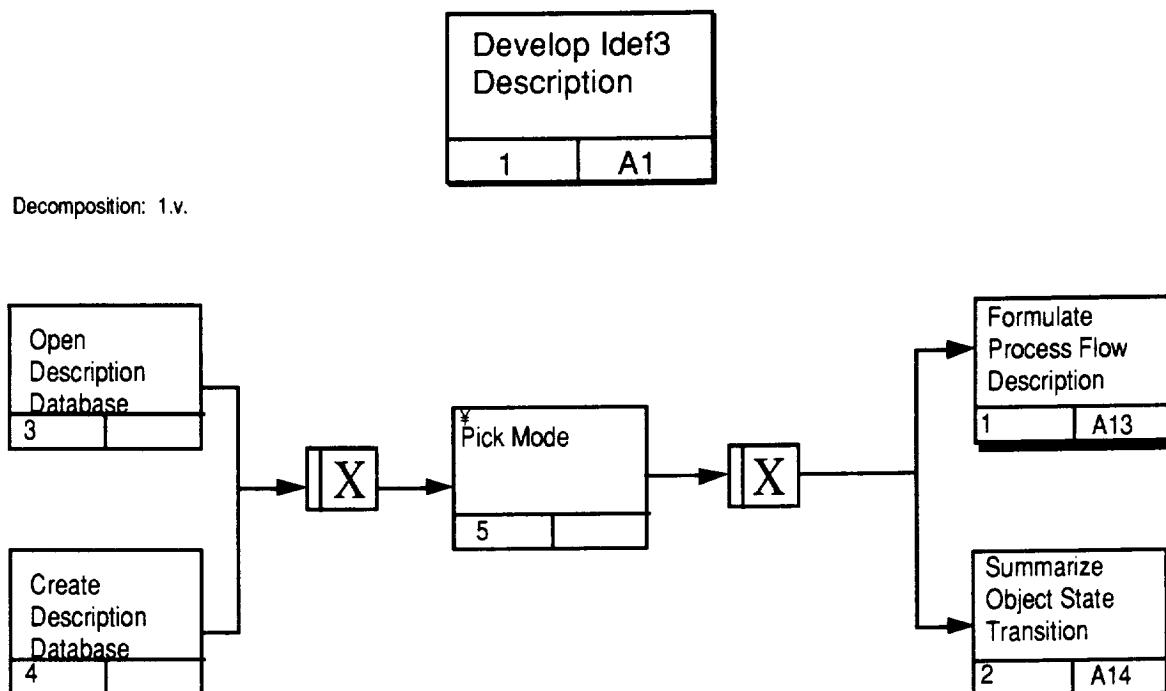 Develop Idef3
Description
1
A1
Decomposition: 1.v.
Open
Description
Database
3
Create
Description
Database
4
X
¥
Pick Mode
5
X
Formulate
Process Flow
Description
1
A13
Summarize
Object State
Transition
2
A14